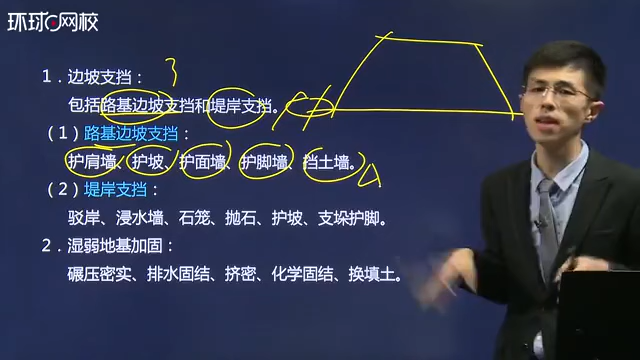 环球网校
1．边坡支挡：
包括路基边坡支挡和堤岸支挡。
（1）路基边坡支挡：
护肩墙、护坡、护面墙、护脚墙、挡土墙。
（2）堤岸支挡：
驳岸、浸水墙、石笼、抛石、护坡、支垛护脚。
2．湿弱地基加固：
碾压密实、排水固结、挤密、化学固结、换填土。